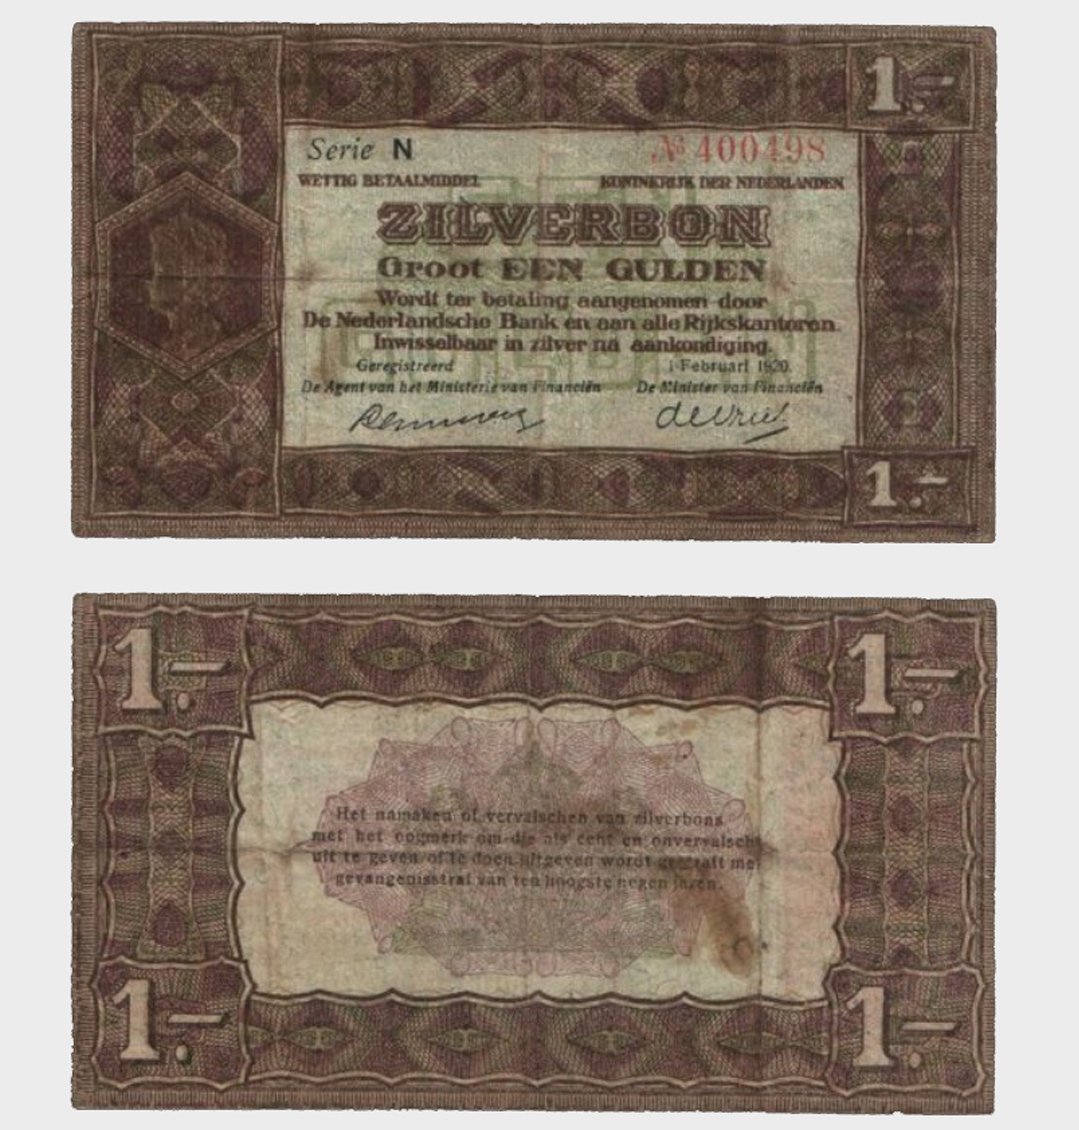 1.-
Serie N № 400498
WETTIG BETAALMIDDEL KONINKRIJK DER NEDERLANDEN
ZILVERBON
Groot EEN GULDEN
Wordt ter betaling aangenomen door
De Nederlandsche Bank en aan alle Rijkskantoren.
Inwisselbaar in zilver na aankondiging.
Geregistreerd 1 Februari 1920.
De Agent van het Ministerie van Financiën De Minister van Financiën
de Vries
1.-
1.- 1.-
Het namaken of vervalschen van zilverbons
met het oogmerk om die als echt en onvervalscht
uit te geven of te doen uitgeven wordt gestraft met
gevangenisstraf van ten hoogste negen jaren.
1.- 1.-